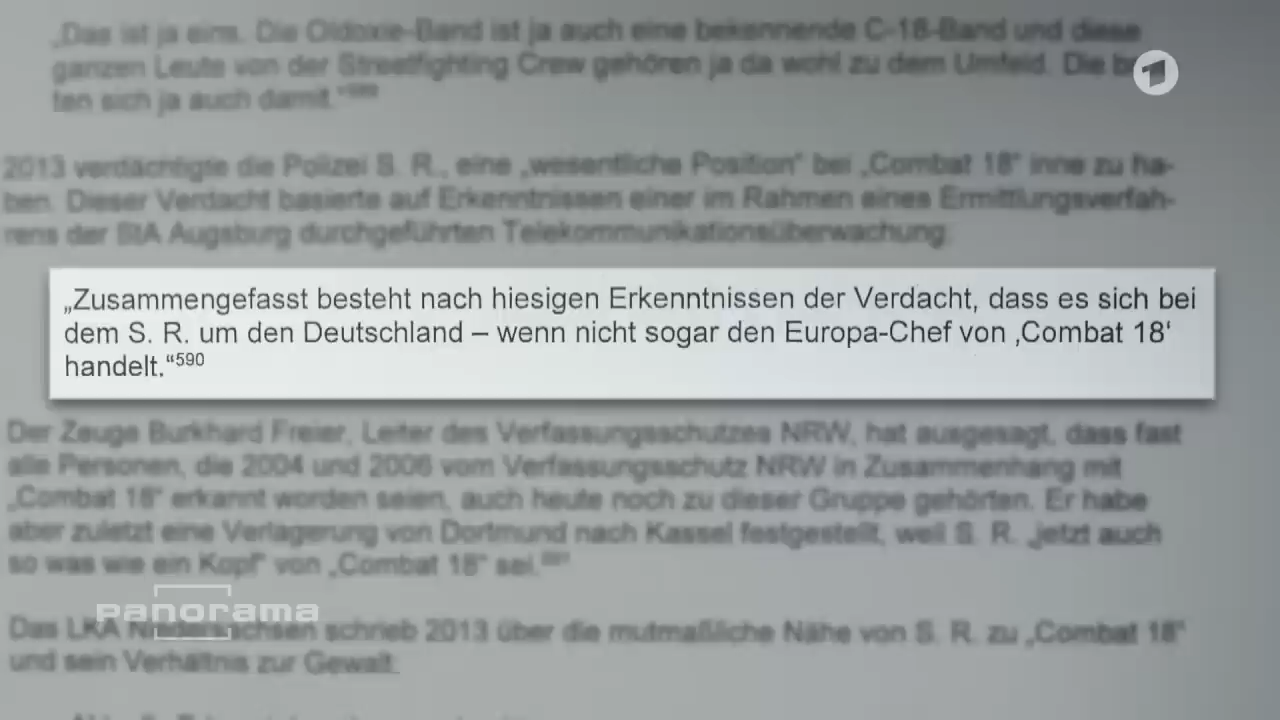 „Das ist ja eins. Die Oidoxie-Band ist ja auch eine bekennende C-18-Band und diese
ganzen Leute von der Streetfighting Crew gehören ja da wohl zu dem Umfeld. Die
ten sich ja auch damit.“
2013 verdächtigte die Polizei S. R., eine „wesentliche Position“ bei „Combat 18“ inne zu ha-
ben. Dieser Verdacht basierte auf Erkenntnissen einer im Rahmen eines Ermittlungsverfah-
rens der StA Augsburg durchgeführten Telekommunikationsüberwachung:
„Zusammengefasst besteht nach hiesigen Erkenntnissen der Verdacht, dass es sich bei
dem S. R. um den Deutschland – wenn nicht sogar den Europa-Chef von ‚Combat 18‘
handelt.“590
Der Zeuge Burkhard Freier, Leiter des Verfassungsschutzes NRW, hat ausgesagt, dass fast
alle Personen, die 2004 und 2006 vom Verfassungsschutz NRW in Zusammenhang mit
„Combat 18“ erkannt worden seien, auch heute noch zu dieser Gruppe gehörten. Er habe
aber zuletzt eine Verlagerung von Dortmund nach Kassel festgestellt, weil S. R. „jetzt auch
so was wie ein Kopf“ von „Combat 18“ sei.
panorama
Das LKA Niedersachsen schrieb 2013 über die mutmaßliche Nähe von S. R. zu „Combat 18“
und sein Verhältnis zur Gewalt: